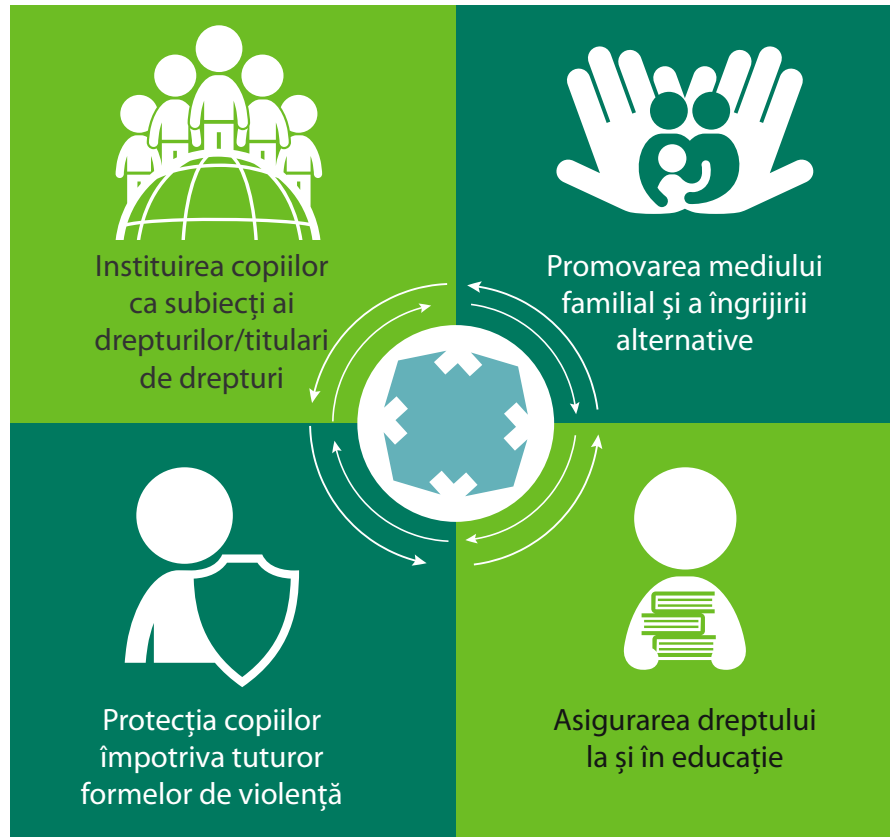 Instituirea copiilor
ca subiecți ai
drepturilor/titulari
de drepturi
Promovarea mediului
familial și a îngrijirii
alternative
Protecția copiilor
împotriva tuturor
formelor de violență
Asigurarea dreptului
la și în educație